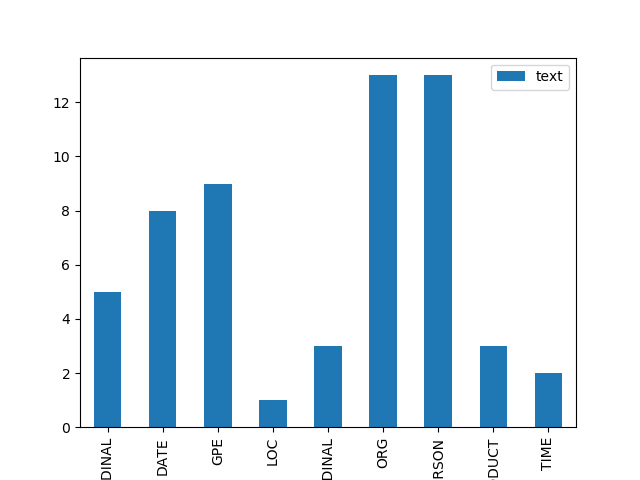 text
12
10
8
6
4
2
0
DINAL
DATE
GPE
LOC
DINAL
ORG
RSON
DUCT
TIME